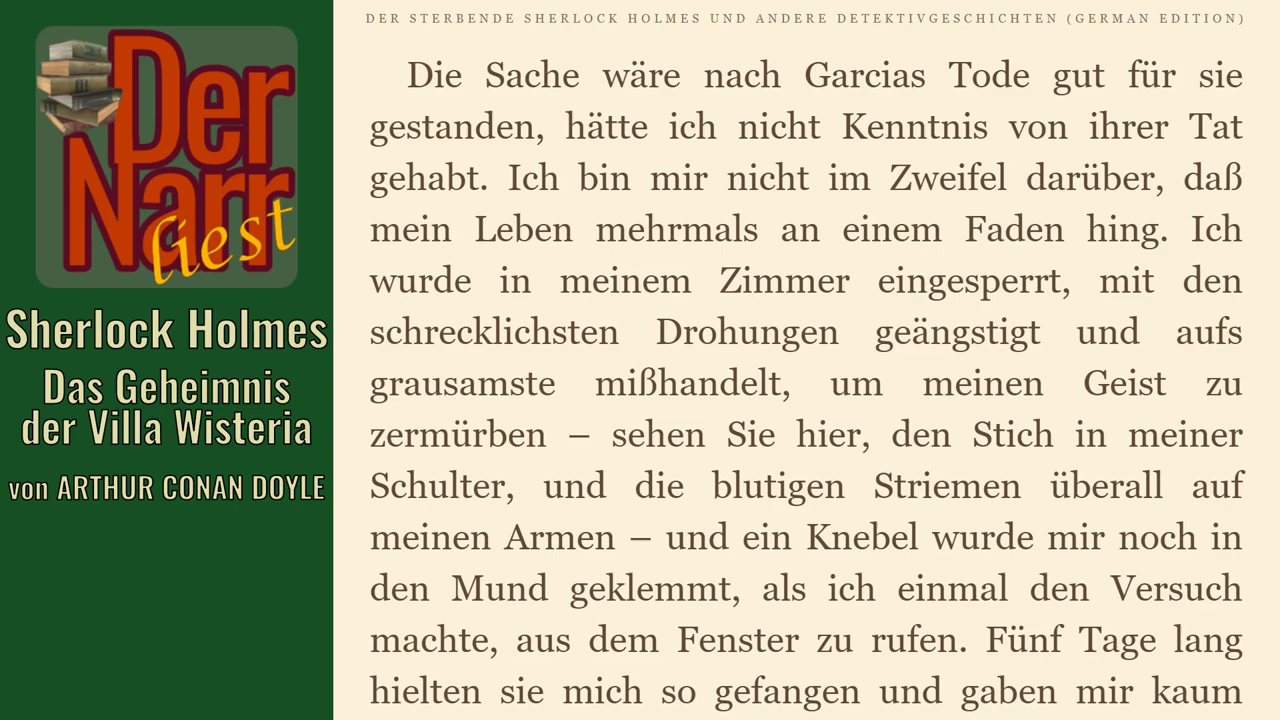 Der
Narr
liest
Sherlock Holmes
Das Geheimnis
der Villa Wisteria
von ARTHUR CONAN DOYLE
DER STERBENDE SHERLOCK HOLMES UND ANDERE DETEKTIVGESCHICHTEN (GERMAN EDITION)
Die Sache wäre nach Garcias Tode gut für sie
gestanden, hätte ich nicht Kenntnis von ihrer Tat
gehabt. Ich bin mir nicht im Zweifel darüber, daß
mein Leben mehrmals an einem Faden hing. Ich
wurde in meinem Zimmer eingesperrt, mit den
schrecklichsten Drohungen geängstigt und aufs
grausamste mißhandelt, um meinen Geist zu
zermürben – sehen Sie hier, den Stich in meiner
Schulter, und die blutigen Striemen überall auf
meinen Armen – und ein Knebel wurde mir noch in
den Mund geklemmt, als ich einmal den Versuch
machte, aus dem Fenster zu rufen. Fünf Tage lang
hielten sie mich so gefangen und gaben mir kaum